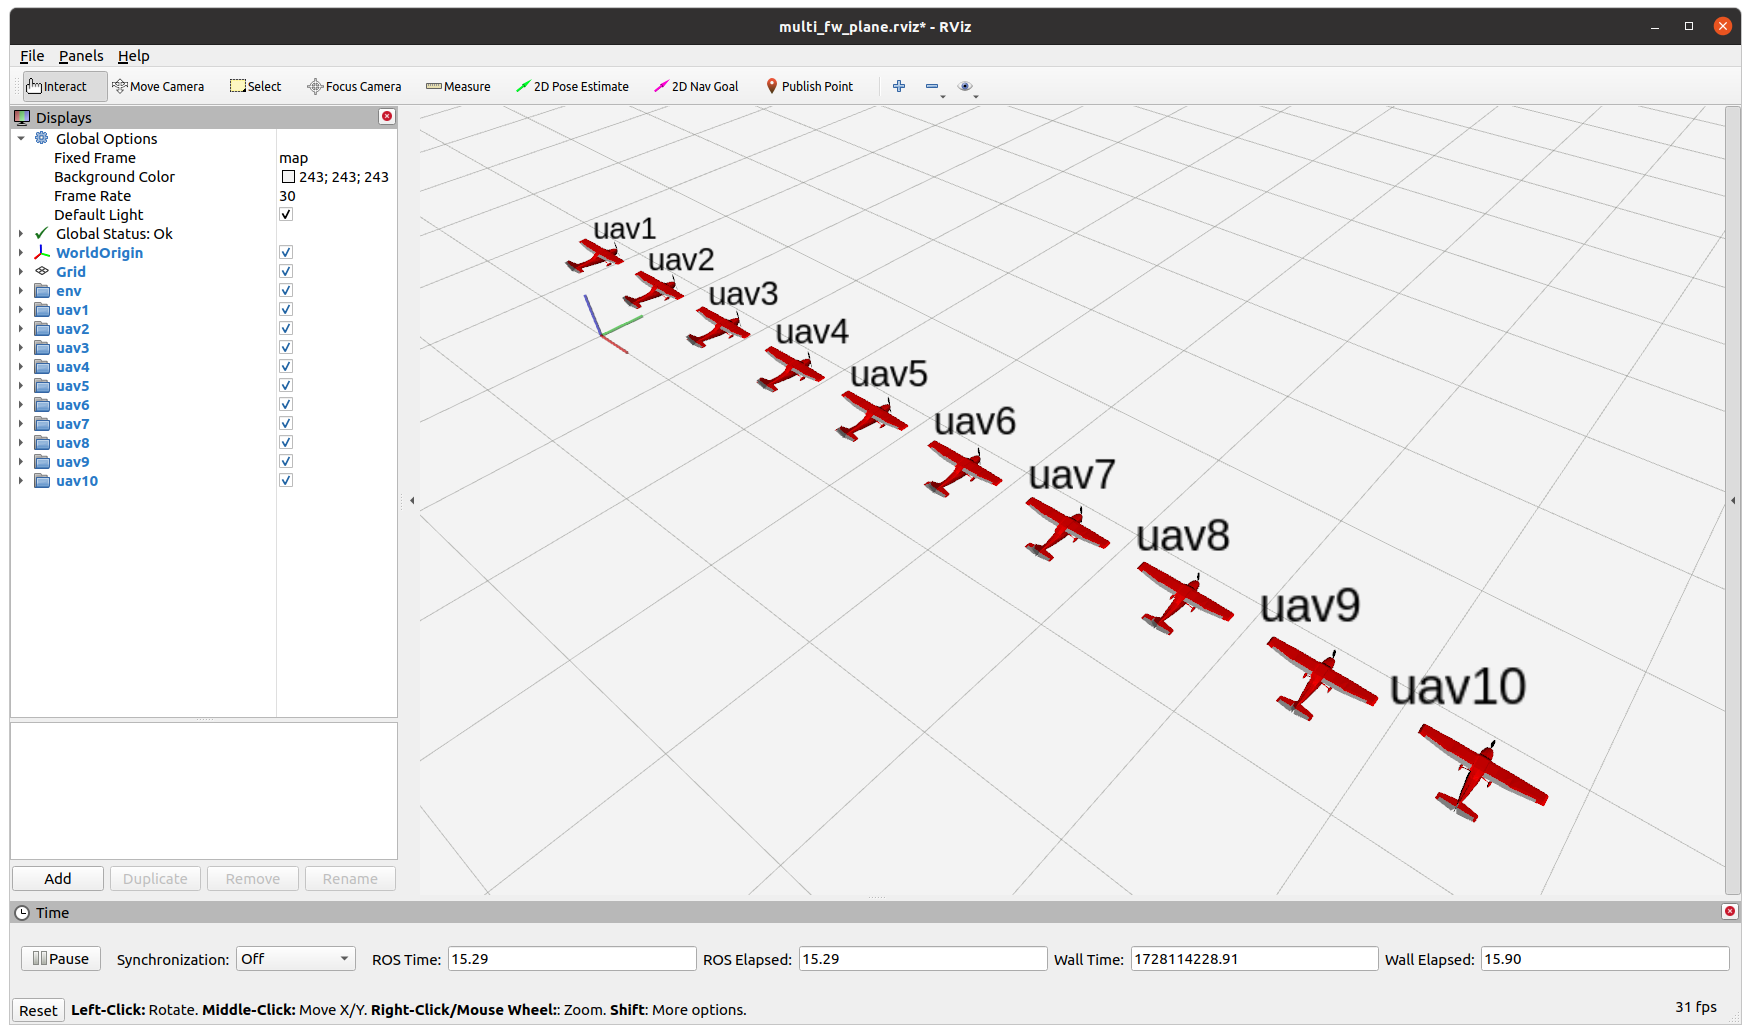 multi_fw_plane.rviz* - RViz
File Panels Help
Interact Move Camera Select Focus Camera Measure 2D Pose Estimate 2D Nav Goal Publish Point
Displays
Global Options
Fixed Frame map
Background Color 243; 243; 243
Frame Rate 30
Default Light
Global Status: Ok
WorldOrigin
Grid
env
uav1
uav2
uav3
uav4
uav5
uav6
uav7
uav8
uav9
uav10
Add Duplicate Remove Rename
uav1
uav2
uav3
uav4
uav5
uav6
uav7
uav8
uav9
uav10
Time
Pause Synchronization: Off ROS Time: 15.29 ROS Elapsed: 15.29 Wall Time: 1728114228.91 Wall Elapsed: 15.90
Reset Left-Click: Rotate. Middle-Click: Move X/Y. Right-Click/Mouse Wheel:: Zoom. Shift: More options. 31 fps